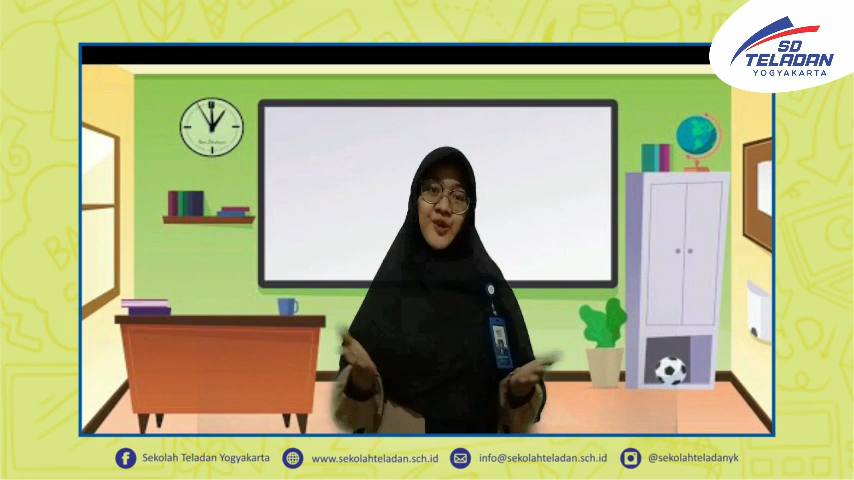 SD
TELADAN
YOGYAKARTA
Sekolah Teladan Yogyakarta
www.sekolahteladan.sch.id
info@sekolahteladan.sch.id
@sekolahteladanyk